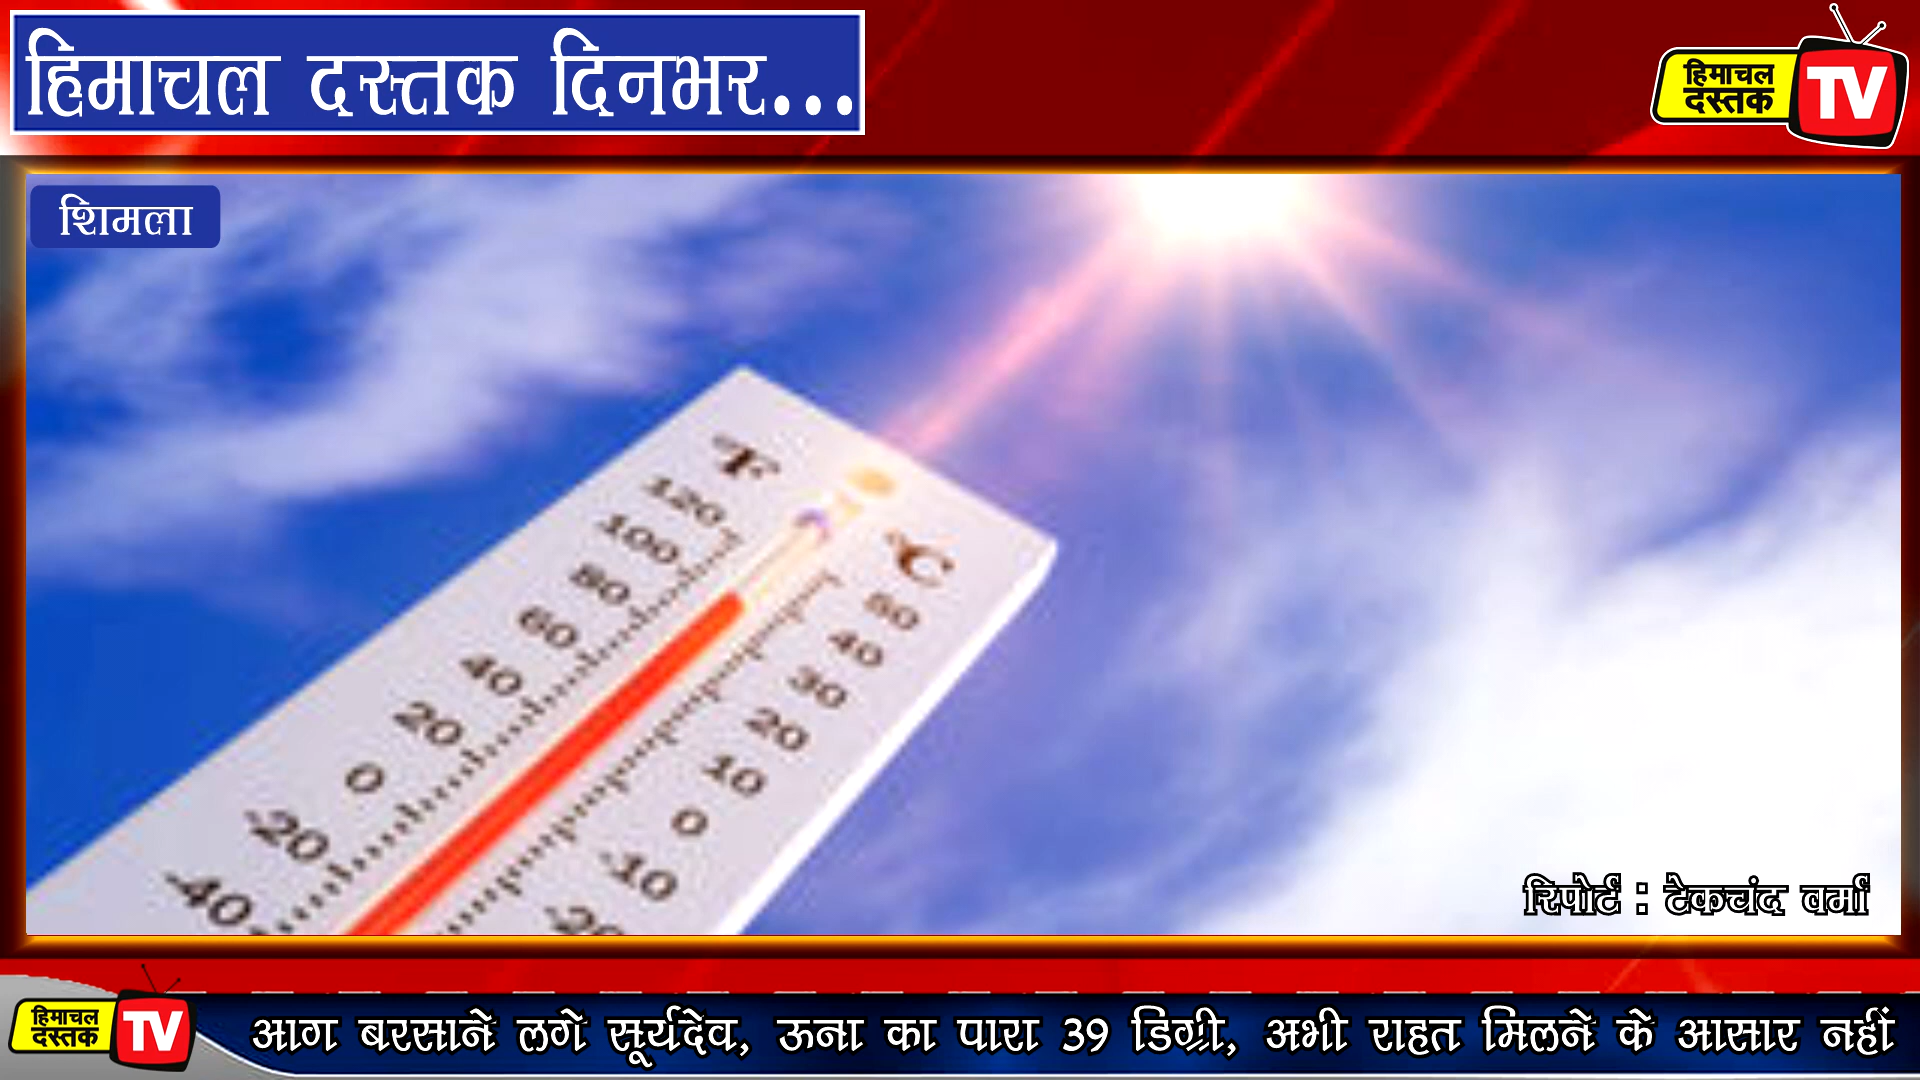 हिमाचल दस्तक दिनभर...
हिमाचल
दस्तक
TV
शिमला
°F
°C
120
100
80
60
40
20
0
-20
-40
50
40
30
20
10
0
-10
-20
रिपोर्ट : टेकचंद वर्मा
हिमाचल
दस्तक
TV
आग बरसाने लगे सूर्यदेव, ऊना का पारा 39 डिग्री, अभी राहत मिलने के आसार नहीं